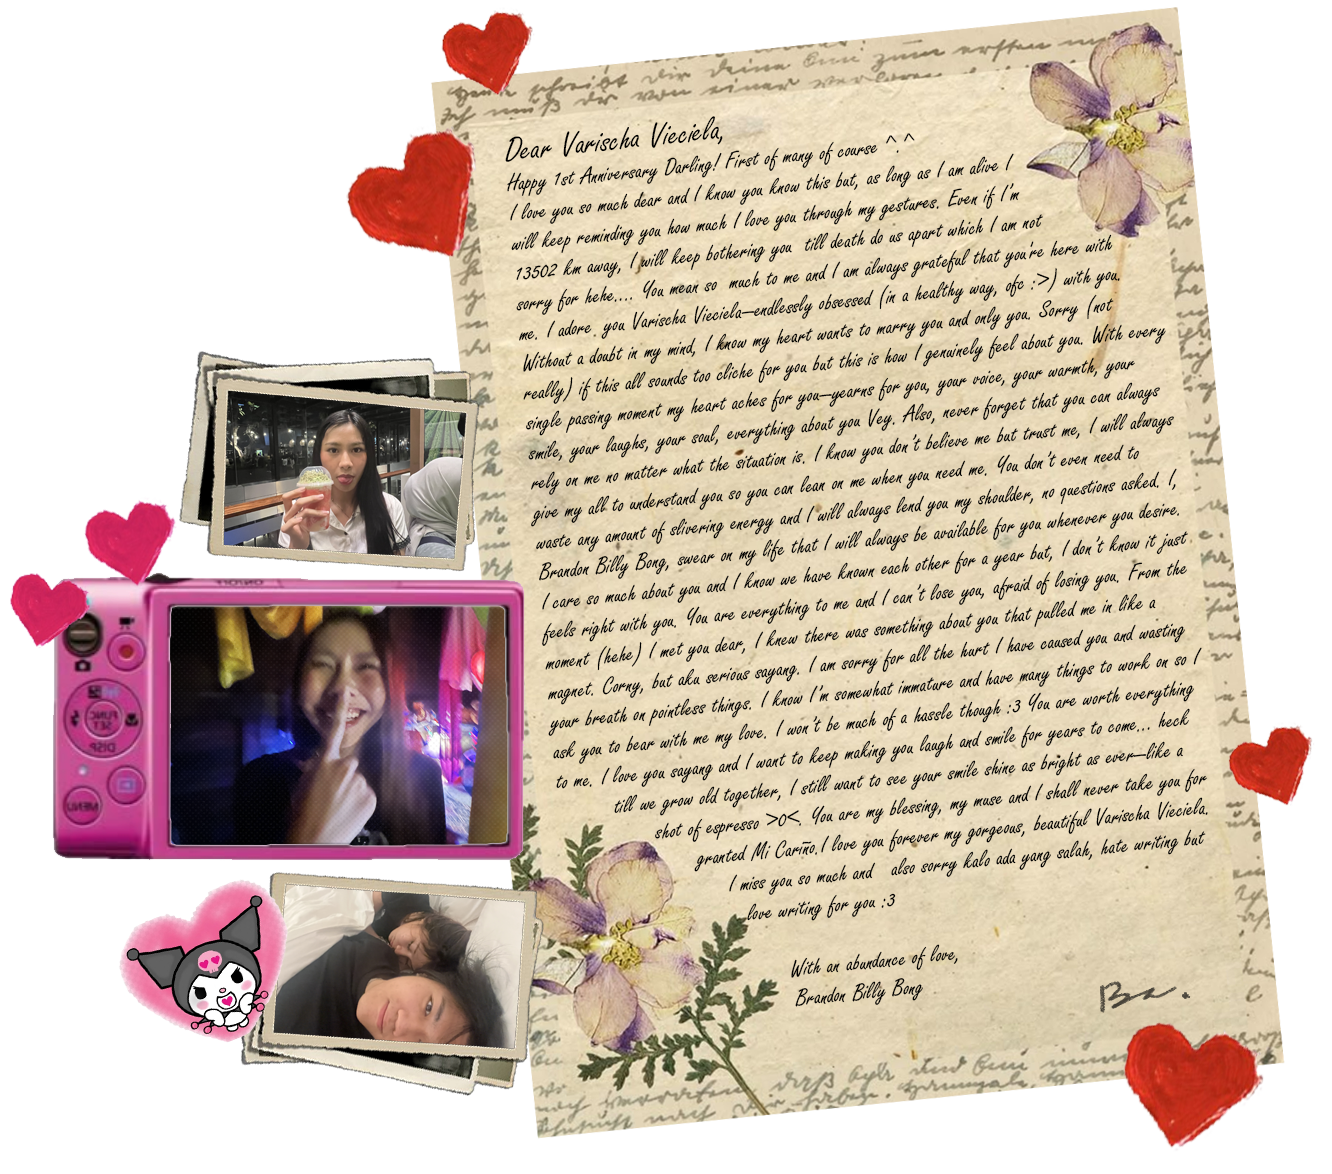 Heute schreibt dir deine Omi zum ersten
Ich muß dir von einer verlorenen
Dear Varischa Vieciela,
Happy 1st Anniversary Darling! First of many of course ^.^
I love you so much dear and I know you know this but, as long as I am alive I
will keep reminding you how much I love you through my gestures. Even if I'm
13502 km away, I will keep bothering you till death do us apart which I am not
sorry for hehe.... You mean so much to me and I am always grateful that you're here with
me. I adore you Varischa Vieciela—endlessly obsessed (in a healthy way, ofc :>) with you.
Without a doubt in my mind, I know my heart wants to marry you and only you. Sorry (not
really) if this all sounds too cliche for you but this is how I genuinely feel about you. With every
single passing moment my heart aches for you—yearns for you, your voice, your warmth, your
smile, your laughs, your soul, everything about you Vey. Also, never forget that you can always
rely on me no matter what the situation is. I know you don't believe me but trust me, I will always
give my all to understand you so you can lean on me when you need me. You don't even need to
waste any amount of slivering energy and I will always lend you my shoulder, no questions asked. I,
Brandon Billy Bong, swear on my life that I will always be available for you whenever you desire.
I care so much about you and I know we have known each other for a year but, I don't know it just
feels right with you. You are everything to me and I can't lose you, afraid of losing you. From the
moment (hehe) I met you dear, I knew there was something about you that pulled me in like a
magnet. Corny, but aku serious sayang. I am sorry for all the hurt I have caused you and wasting
your breath on pointless things. I know I'm somewhat immature and have many things to work on so I
ask you to bear with me my love. I won't be much of a hassle though :3 You are worth everything
to me. I love you sayang and I want to keep making you laugh and smile for years to come... heck
till we grow old together, I still want to see your smile shine as bright as ever—like a
shot of espresso >o<. You are my blessing, my muse and I shall never take you for
granted Mi Cariño.I love you forever my gorgeous, beautiful Varischa Vieciela.
I miss you so much and also sorry kalo ada yang salah, hate writing but
love writing for you :3
With an abundance of love,
Brandon Billy Bong
ON/OFF
FUNC.
SET
DISP.
MENU